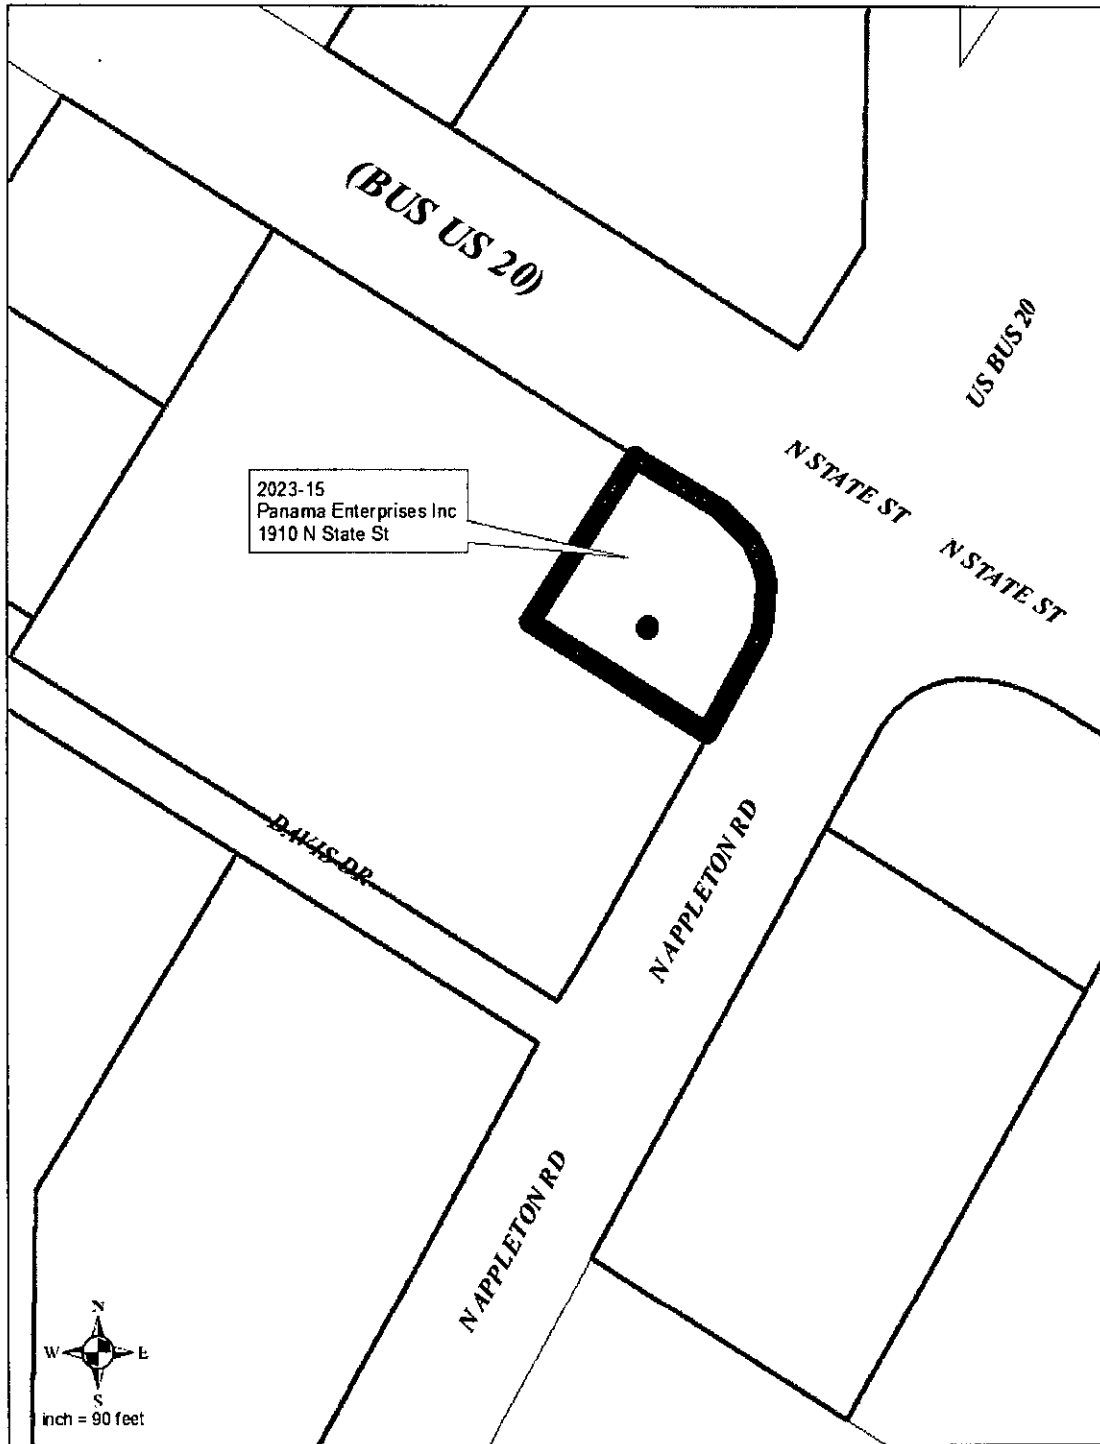 (BUS US 20)
US BUS 20
N STATE ST
2023-15
Panama Enterprises Inc
1910 N State St
N STATE ST
DAVIS DR
N APPLETON RD
N APPLETON RD
N
W E
S
inch = 90 feet